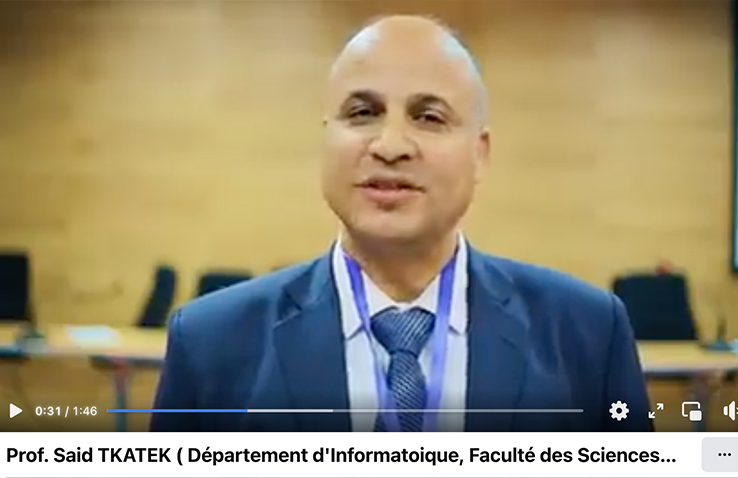 0:31 / 1:46
Prof. Said TKATEK ( Département d'Informatoique, Faculté des Sciences...